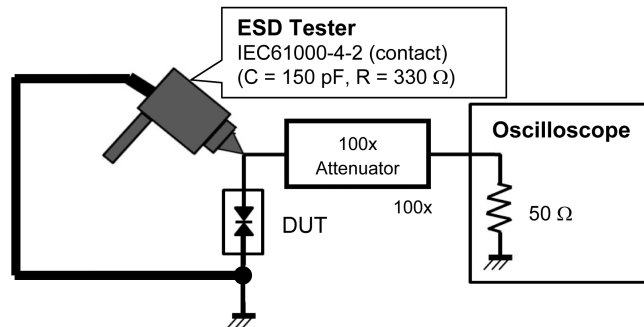 ESD Tester
IEC61000-4-2 (contact)
(C = 150 pF, R = 330 Ω)
100x
Attenuator
100x
Oscilloscope
50 Ω
DUT